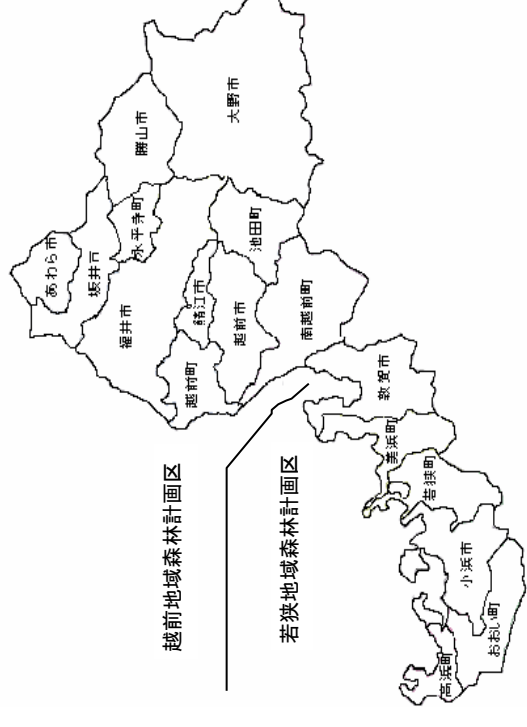 あわら市
坂井市
勝山市
永平寺町
大野市
福井市
池田町
鯖江市
越前市
越前町
南越前町
敦賀市
美浜町
若狭町
小浜市
おおい町
高浜町
越前地域森林計画区
若狭地域森林計画区